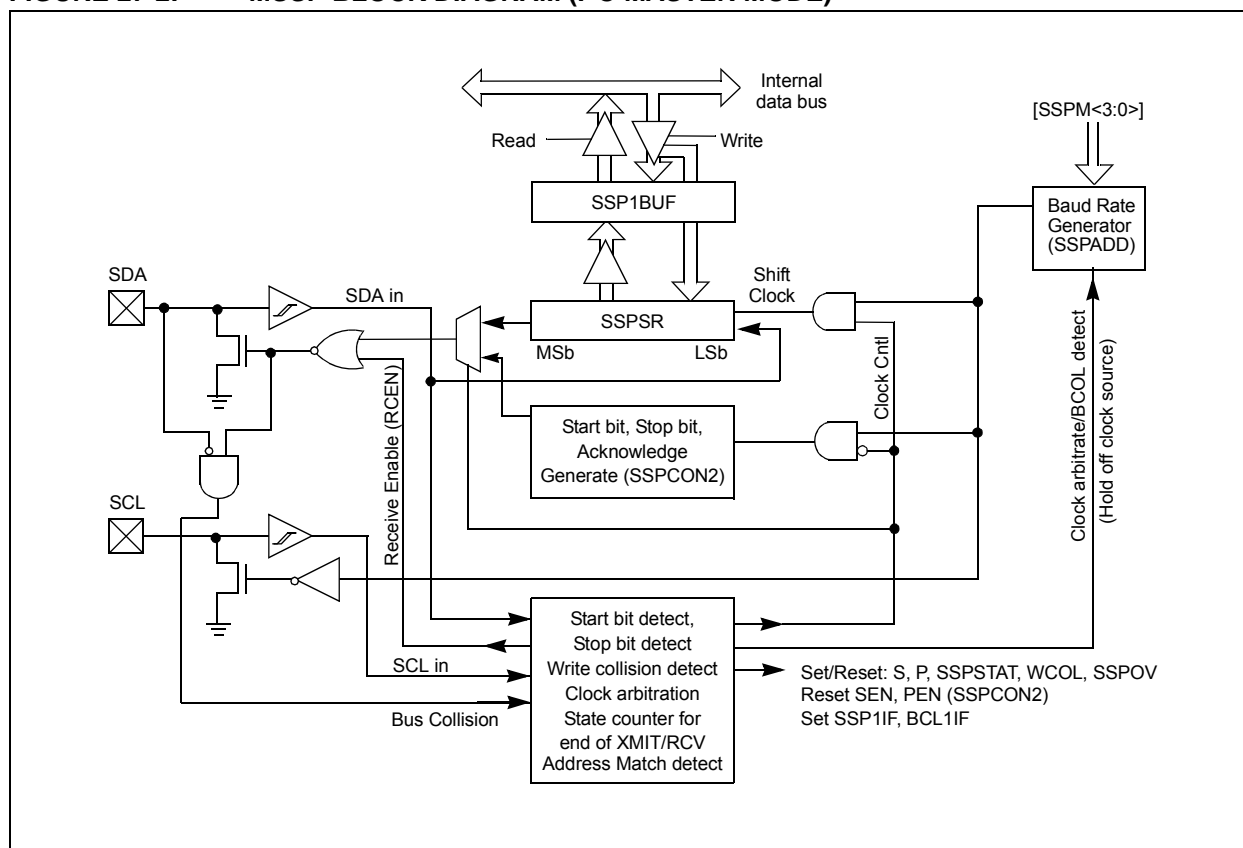 Internal
data bus
[SSPM<3:0>]
Read
Write
SSP1BUF
Baud Rate
Generator
(SSPADD)
SDA
SDA in
Shift
Clock
SSPSR
MSb
LSb
Receive Enable (RCEN)
Clock Cntl
Clock arbitrate/BCOL detect
(Hold off clock source)
Start bit, Stop bit,
Acknowledge
Generate (SSPCON2)
SCL
SCL in
Bus Collision
Start bit detect,
Stop bit detect
Write collision detect
Clock arbitration
State counter for
end of XMIT/RCV
Address Match detect
Set/Reset: S, P, SSPSTAT, WCOL, SSPOV
Reset SEN, PEN (SSPCON2)
Set SSP1IF, BCL1IF